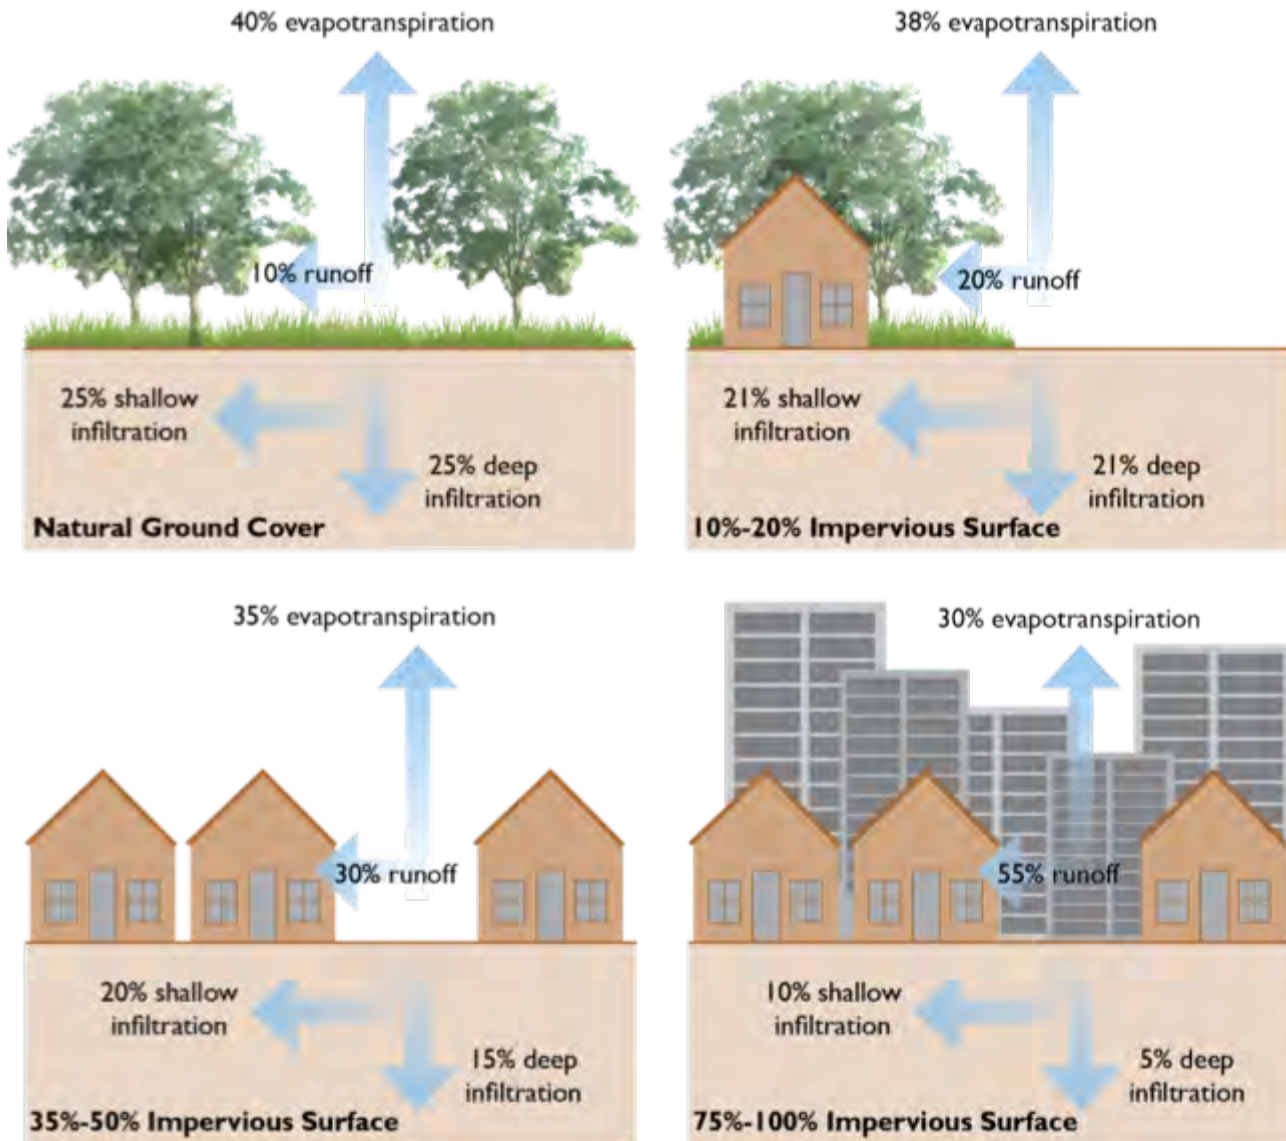 40% evapotranspiration
10% runoff
25% shallow
infiltration
25% deep
infiltration
Natural Ground Cover
38% evapotranspiration
20% runoff
21% shallow
infiltration
21% deep
infiltration
10%-20% Impervious Surface
35% evapotranspiration
30% runoff
20% shallow
infiltration
15% deep
infiltration
35%-50% Impervious Surface
30% evapotranspiration
55% runoff
10% shallow
infiltration
5% deep
infiltration
75%-100% Impervious Surface